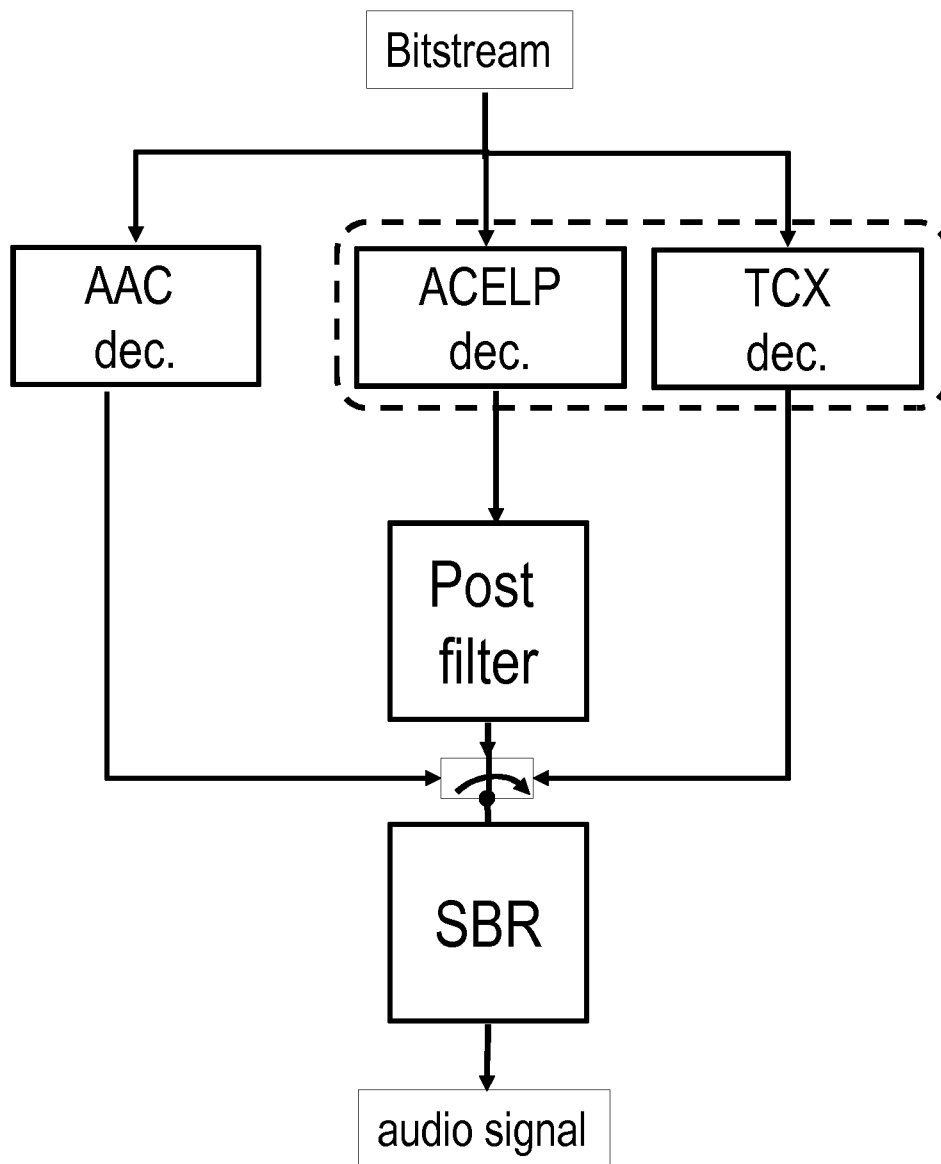 Bitstream
AAC
dec.
ACELP
dec.
TCX
dec.
Post
filter
SBR
audio signal